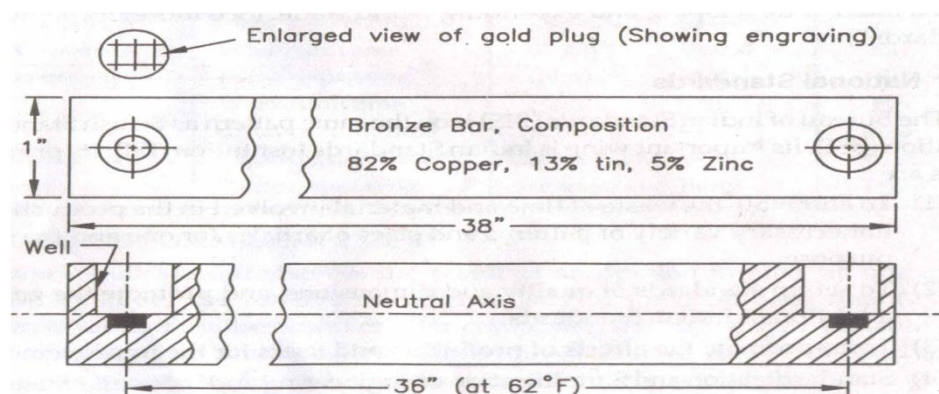 Enlarged view of gold plug (Showing engraving)
1"
Bronze Bar, Composition
82% Copper, 13% tin, 5% Zinc
38"
Well
Neutral Axis
36" (at 62°F)